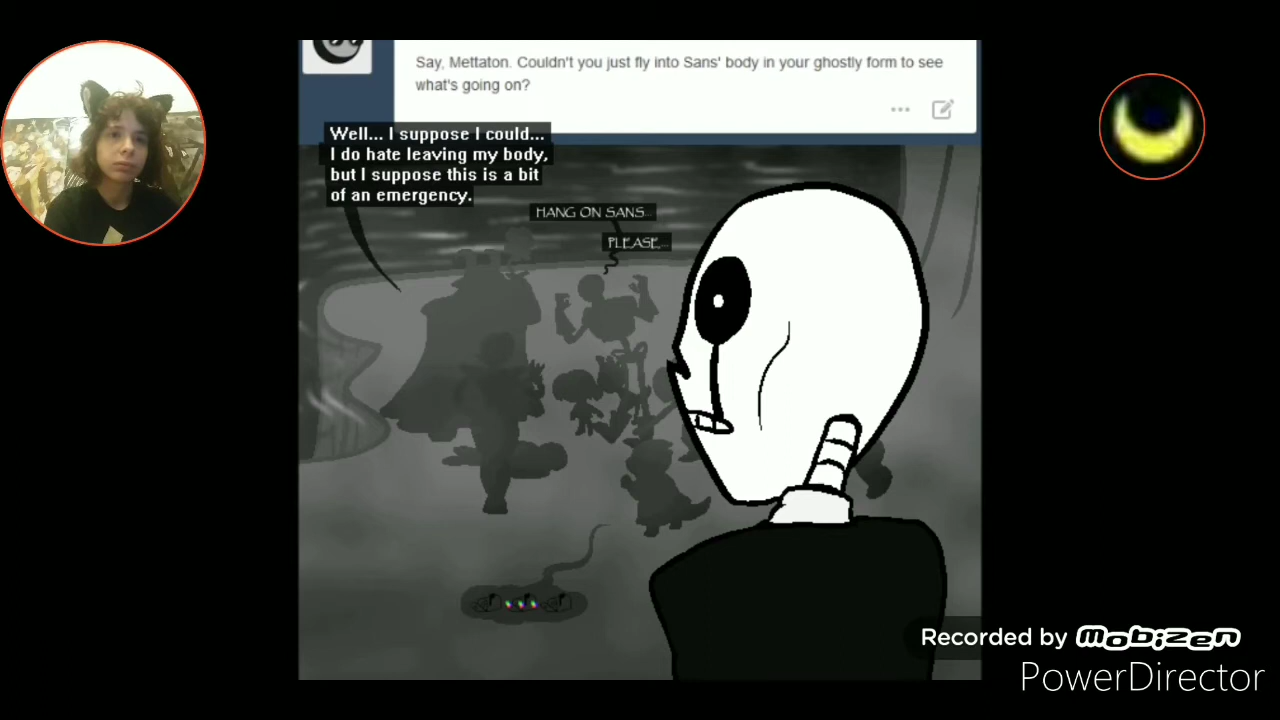 Say, Mettaton. Couldn't you just fly into Sans' body in your ghostly form to see
what's going on?
Well... I suppose I could...
I do hate leaving my body,
but I suppose this is a bit
of an emergency.
HANG ON SANS...
PLEASE...
Recorded by mobizen
PowerDirector